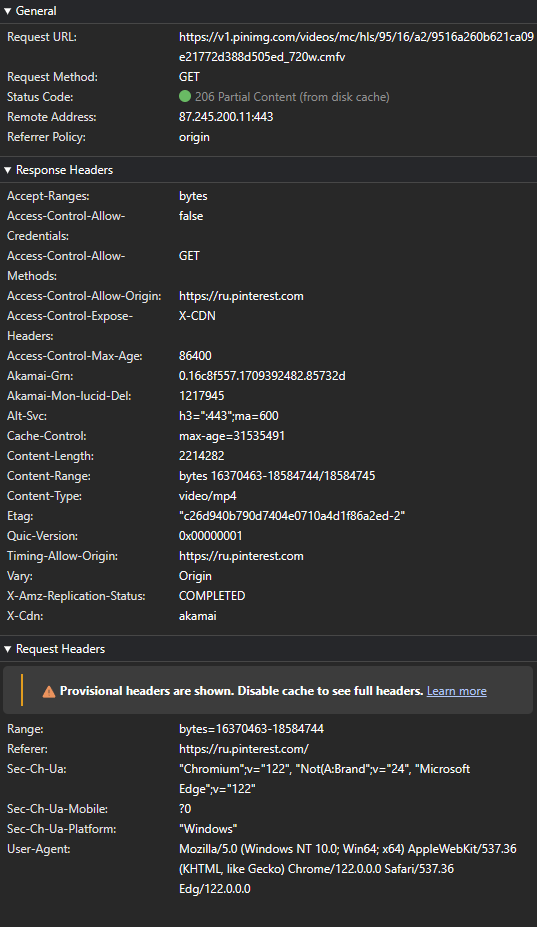 General
Request URL: https://v1.pinimg.com/videos/mc/hls/95/16/a2/9516a260b621ca09
e21772d388d505ed_720w.cmfv
Request Method: GET
Status Code: 206 Partial Content (from disk cache)
Remote Address: 87.245.200.11:443
Referrer Policy: origin
Response Headers
Accept-Ranges: bytes
Access-Control-Allow- false
Credentials:
Access-Control-Allow- GET
Methods:
Access-Control-Allow-Origin: https://ru.pinterest.com
Access-Control-Expose- X-CDN
Headers:
Access-Control-Max-Age: 86400
Akamai-Grn: 0.16c8f557.1709392482.85732d
Akamai-Mon-Iucid-Del: 1217945
Alt-Svc: h3=":443";ma=600
Cache-Control: max-age=31535491
Content-Length: 2214282
Content-Range: bytes 16370463-18584744/18584745
Content-Type: video/mp4
Etag: "c26d940b790d7404e0710a4d1f86a2ed-2"
Quic-Version: 0x00000001
Timing-Allow-Origin: https://ru.pinterest.com
Vary: Origin
X-Amz-Replication-Status: COMPLETED
X-Cdn: akamai
Request Headers
Provisional headers are shown. Disable cache to see full headers. Learn more
Range: bytes=16370463-18584744
Referer: https://ru.pinterest.com/
Sec-Ch-Ua: "Chromium";v="122", "Not(A:Brand";v="24", "Microsoft
Edge";v="122"
Sec-Ch-Ua-Mobile: ?0
Sec-Ch-Ua-Platform: "Windows"
User-Agent: Mozilla/5.0 (Windows NT 10.0; Win64; x64) AppleWebKit/537.36
(KHTML, like Gecko) Chrome/122.0.0.0 Safari/537.36
Edg/122.0.0.0